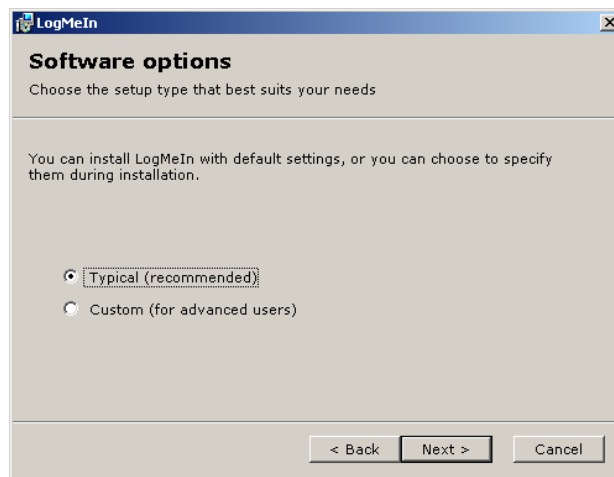 LogMeIn
Software options
Choose the setup type that best suits your needs
You can install LogMeIn with default settings, or you can choose to specify
them during installation.
Typical (recommended)
Custom (for advanced users)
< Back Next > Cancel